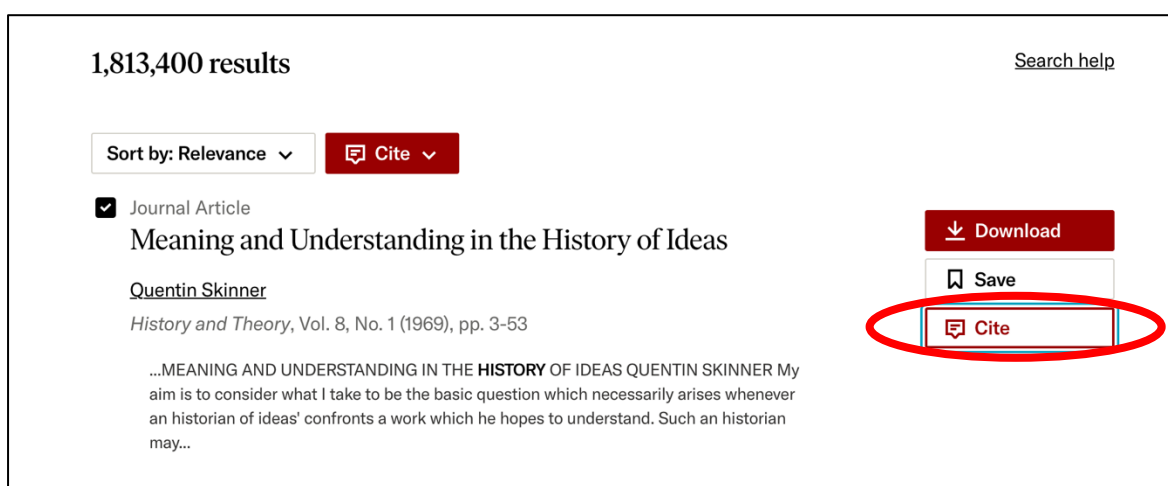 1,813,400 results
Search help
Sort by: Relevance
Cite
Journal Article
Meaning and Understanding in the History of Ideas
Quentin Skinner
History and Theory, Vol. 8, No. 1 (1969), pp. 3-53
...MEANING AND UNDERSTANDING IN THE HISTORY OF IDEAS QUENTIN SKINNER My
aim is to consider what I take to be the basic question which necessarily arises whenever
an historian of ideas' confronts a work which he hopes to understand. Such an historian
may...
Download
Save
Cite